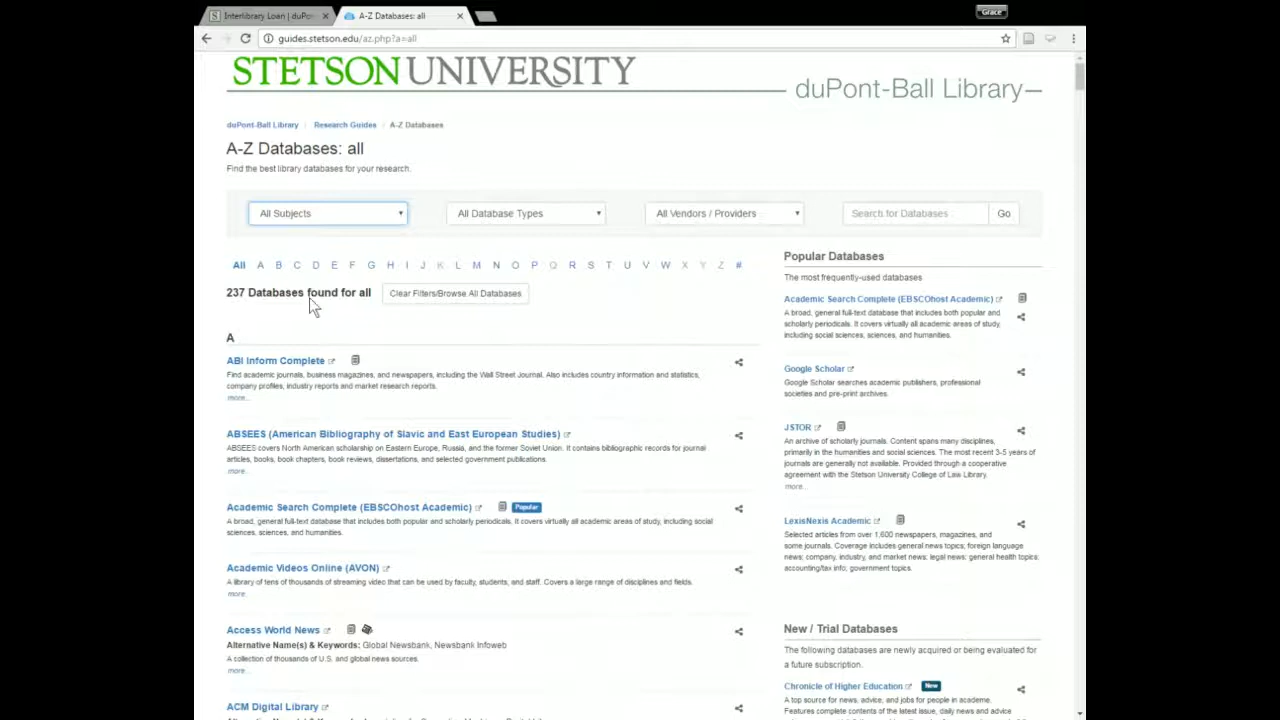 Interlibrary Loan | duPo
A-Z Databases: all
Grace
guides.stetson.edu/az.php?a=all
STETSON UNIVERSITY
duPont-Ball Library
duPont-Ball Library / Research Guides / A-Z Databases
A-Z Databases: all
Find the best library databases for your research.
All Subjects
All Database Types
All Vendors / Providers
Search for Databases
Go
All A B C D E F G H I J K L M N O P Q R S T U V W X Y Z #
237 Databases found for all
Clear Filters/Browse All Databases
A
ABI Inform Complete
Find academic journals, business magazines, and newspapers, including the Wall Street Journal. Also includes country information and statistics,
company profiles, industry reports and market research reports.
more...
ABSEES (American Bibliography of Slavic and East European Studies)
ABSEES covers North American scholarship on Eastern Europe, Russia, and the former Soviet Union. It contains bibliographic records for journal
articles, books, book chapters, book reviews, dissertations, and selected government publications.
more...
Academic Search Complete (EBSCOhost Academic)
Popular
A broad, general full-text database that includes both popular and scholarly periodicals. It covers virtually all academic areas of study, including social
sciences, sciences, and humanities.
Academic Videos Online (AVON)
A library of tens of thousands of streaming video that can be used by faculty, students, and staff. Covers a large range of disciplines and fields.
more...
Access World News
Alternative Name(s) & Keywords: Global Newsbank, Newsbank Infoweb
A collection of thousands of U.S. and global news sources.
more...
ACM Digital Library
Popular Databases
The most frequently-used databases
Academic Search Complete (EBSCOhost Academic)
A broad, general full-text database that includes both popular and
scholarly periodicals. It covers virtually all academic areas of study,
including social sciences, sciences, and humanities.
Google Scholar
Google Scholar searches academic publishers, professional
societies and pre-print archives.
JSTOR
An archive of scholarly journals. Content spans many disciplines,
primarily in the humanities and social sciences. The most recent 3-5 years of
journals are generally not available. Provided through a cooperative
agreement with the Stetson University College of Law Library.
more...
LexisNexis Academic
Selected articles from over 1,600 newspapers, magazines, and
some journals. Coverage includes general news topics; foreign language
news; company, industry, and market news: legal news: general health topics;
accounting/tax info; government topics.
New / Trial Databases
The following databases are newly acquired or being evaluated for
a future subscription.
Chronicle of Higher Education
New
A top source for news, advice, and jobs for people in academe.
Features complete contents of the latest issue, daily news and advice